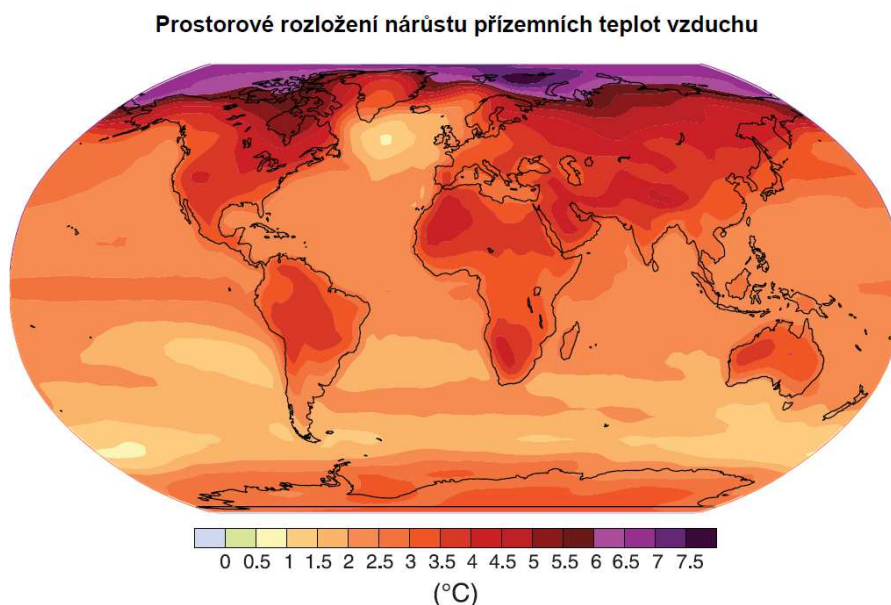 Prostorové rozložení nárůstu přízemních teplot vzduchu
0 0.5 1 1.5 2 2.5 3 3.5 4 4.5 5 5.5 6 6.5 7 7.5
(°C)